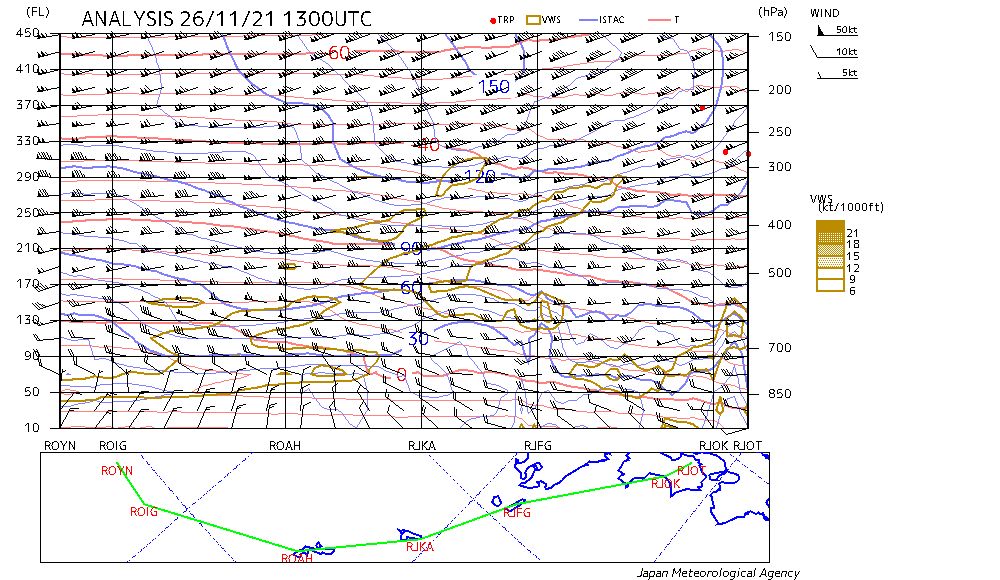 (FL) ANALYSIS 26/11/21 1300UTC (hPa) WIND
TRP VWS ISTAC T
450 60 150 50kt
410 150 10kt
370 200 5kt
330 40 250
290 120 300
250 400 VWS (kt/1000ft)
210 90 500 21
170 60 18
130 30 700 15
90 0 12
50 850 9
10 6
ROYN ROIG ROAH RJKA RJFG RJOK RJOT
ROYN RJOT
ROIG RJFG RJOK
ROAH RJKA
Japan Meteorological Agency